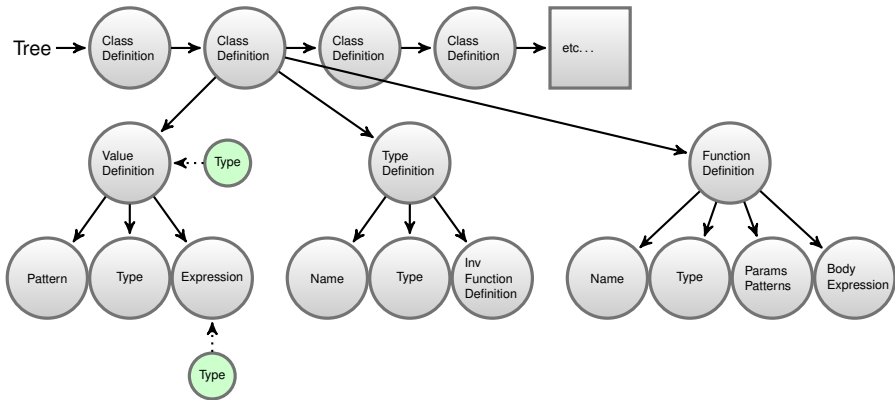 Tree
Class
Definition
Class
Definition
Class
Definition
Class
Definition
etc...
Value
Definition
Type
Type
Definition
Function
Definition
Pattern
Type
Expression
Name
Type
Inv
Function
Definition
Name
Type
Params
Patterns
Body
Expression
Type